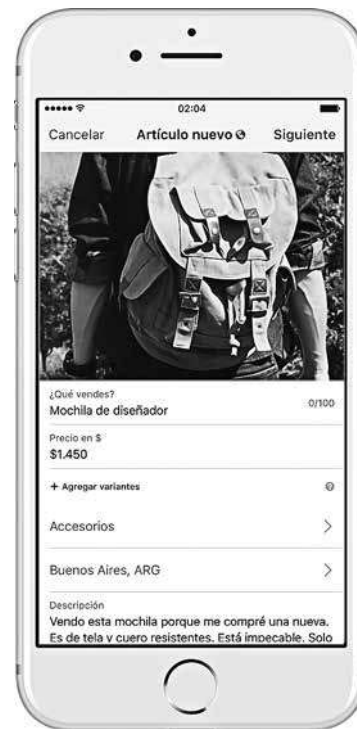 02:04
Cancelar Artículo nuevo Siguiente
¿Qué vendes?
Mochila de diseñador 0/100
Precio en $
$1.450
+ Agregar variantes
Accesorios
Buenos Aires, ARG
Descripción
Vendo esta mochila porque me compré una nueva.
Es de tela y cuero resistentes. Está impecable. Solo